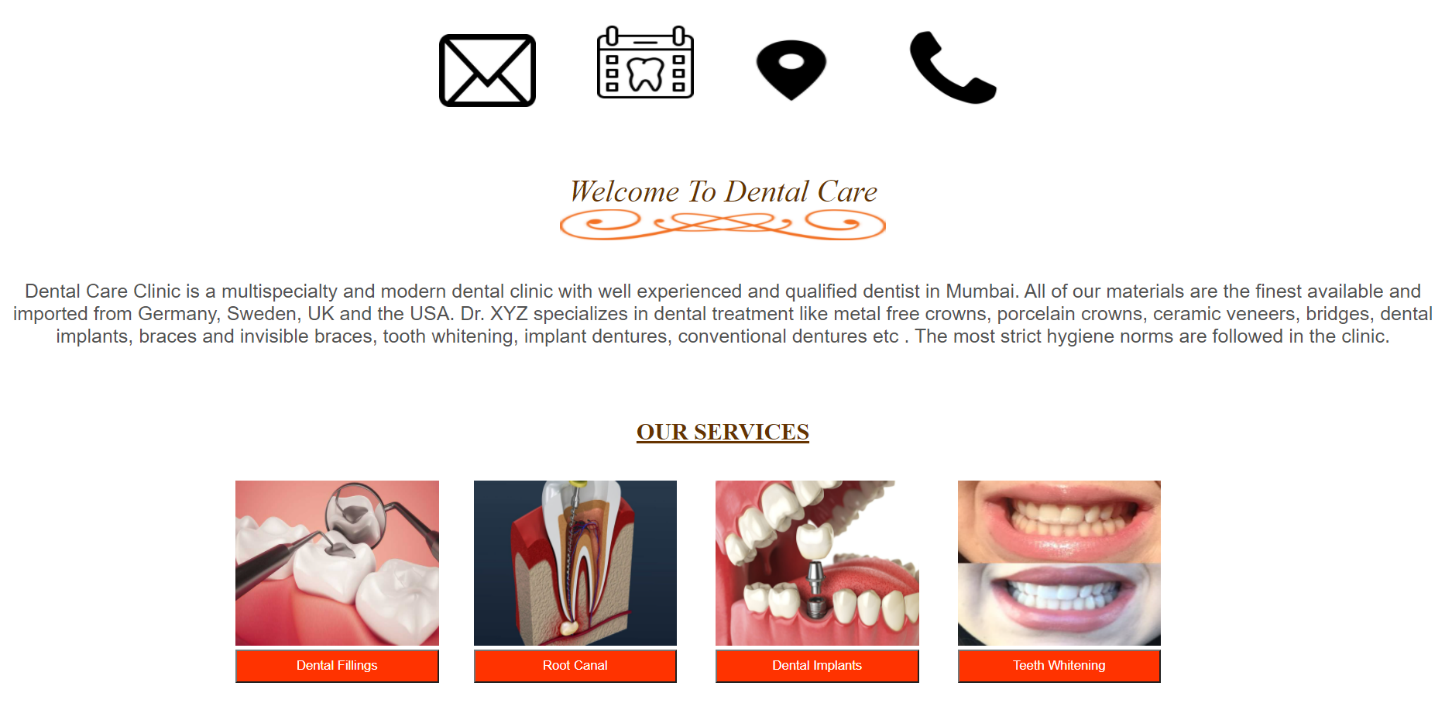 Welcome To Dental Care
Dental Care Clinic is a multispecialty and modern dental clinic with well experienced and qualified dentist in Mumbai. All of our materials are the finest available and
imported from Germany, Sweden, UK and the USA. Dr. XYZ specializes in dental treatment like metal free crowns, porcelain crowns, ceramic veneers, bridges, dental
implants, braces and invisible braces, tooth whitening, implant dentures, conventional dentures etc . The most strict hygiene norms are followed in the clinic.
OUR SERVICES
Dental Fillings
Root Canal
Dental Implants
Teeth Whitening